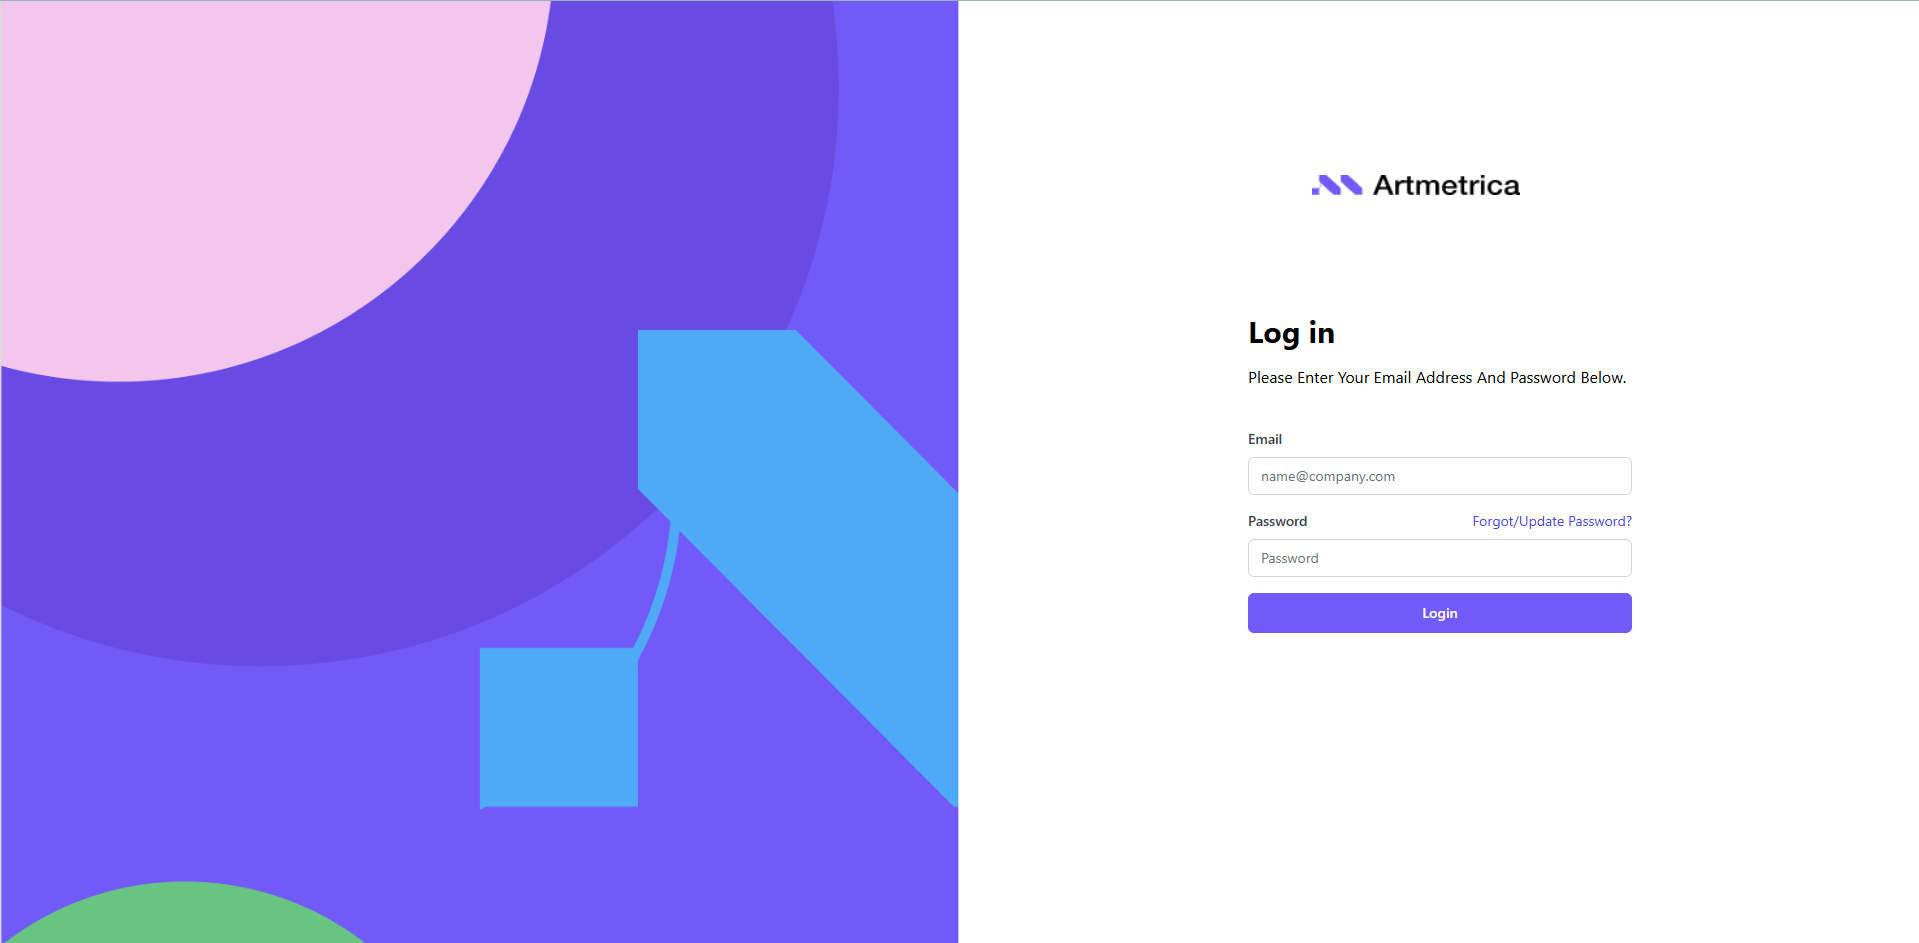 Artmetrica
Log in
Please Enter Your Email Address And Password Below.
Email
name@company.com
Password Forgot/Update Password?
Password
Login